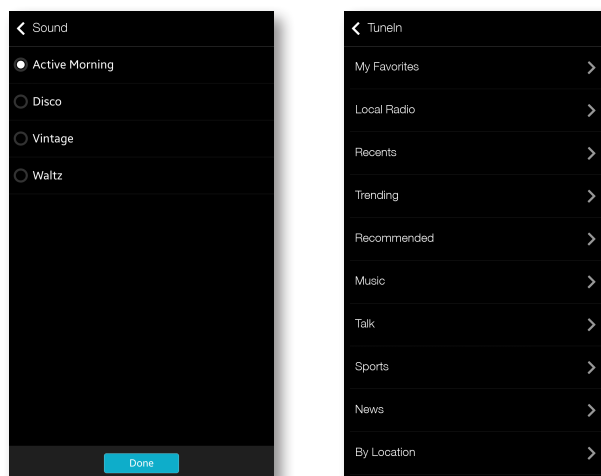 Sound
Active Morning
Disco
Vintage
Waltz
Done
TuneIn
My Favorites
Local Radio
Recents
Trending
Recommended
Music
Talk
Sports
News
By Location